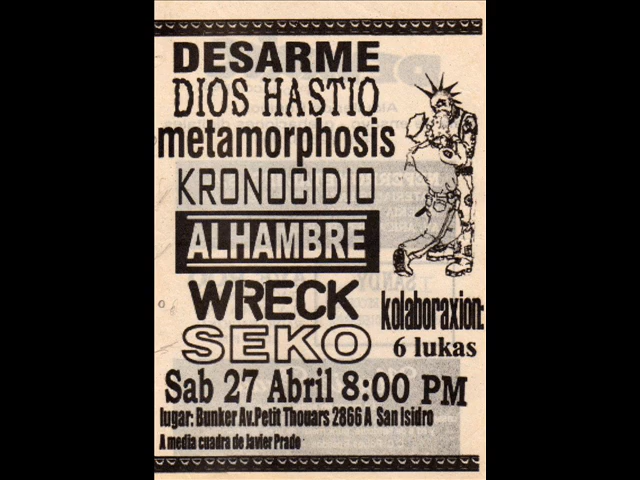 DESARME
DIOS HASTIO
metamorphosis
KRONOCIDIO
ALHAMBRE
WRECK
SEKO
kolaboraxion:
6 lukas
Sab 27 Abril 8:00 PM
lugar: Bunker Av.Petit Thouars 2866 A San Isidro
A media cuadra de Javier Prado